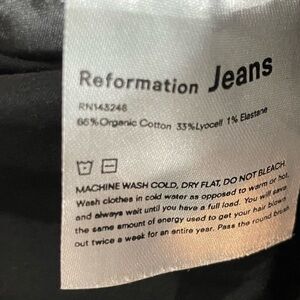 Reformation Jeans
RN143246
66%Organic Cotton 33%Lyocell 1% Elastane
MACHINE WASH COLD, DRY FLAT, DO NOT BLEACH.
Wash clothes in cold water as opposed to warm or hot,
and always wait until you have a full load. You will save
the same amount of energy used to get your hair blown
out twice a week for an entire year. Pass the round brush.